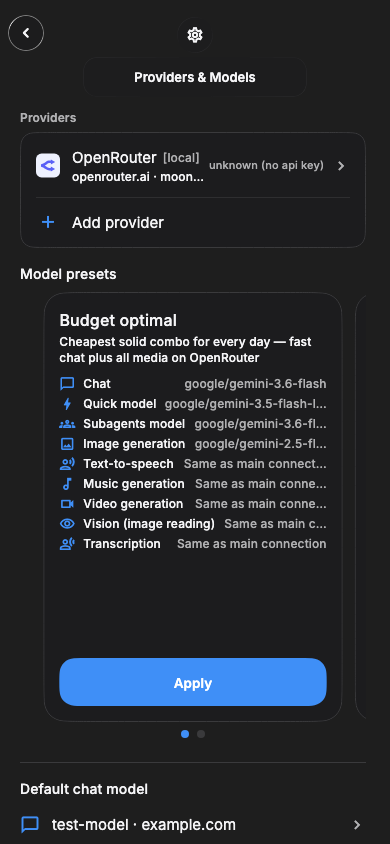 Providers & Models
Providers
OpenRouter [local]
openrouter.ai · moon...
unknown (no api key)
Add provider
Model presets
Budget optimal
Cheapest solid combo for every day — fast
chat plus all media on OpenRouter
Chat google/gemini-3.6-flash
Quick model google/gemini-3.5-flash-l...
Subagents model google/gemini-3.6-fl...
Image generation google/gemini-2.5-fl...
Text-to-speech Same as main connect...
Music generation Same as main conne...
Video generation Same as main conne...
Vision (image reading) Same as main c...
Transcription Same as main connection
Apply
Default chat model
test-model · example.com